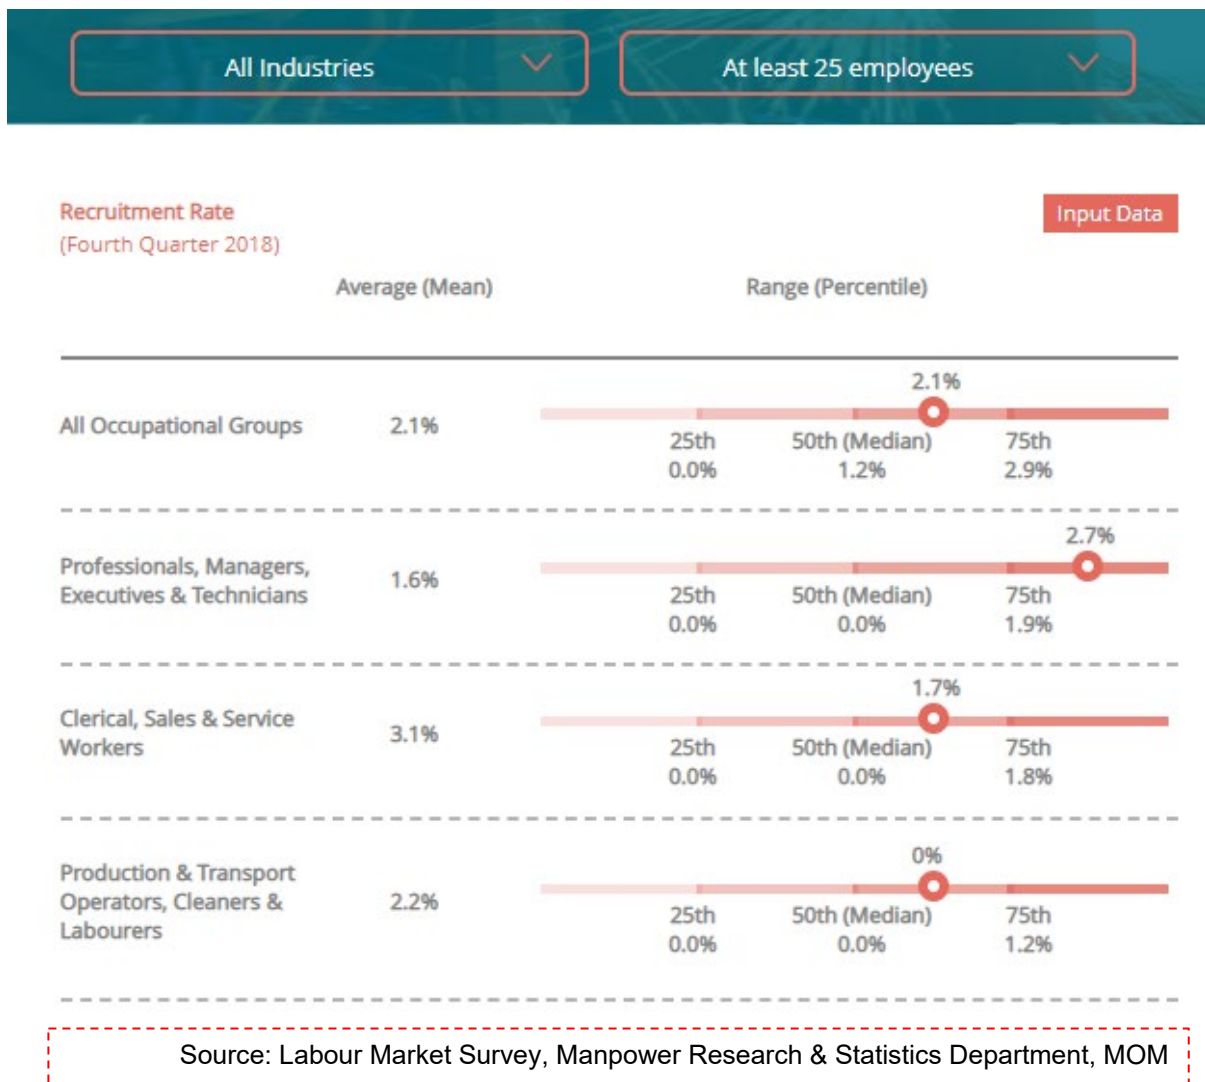 All Industries
At least 25 employees
Recruitment Rate
(Fourth Quarter 2018)
Input Data
Average (Mean)
Range (Percentile)
All Occupational Groups
2.1%
2.1%
25th
0.0%
50th (Median)
1.2%
75th
2.9%
Professionals, Managers,
Executives & Technicians
1.6%
2.7%
25th
0.0%
50th (Median)
0.0%
75th
1.9%
Clerical, Sales & Service
Workers
3.1%
1.7%
25th
0.0%
50th (Median)
0.0%
75th
1.8%
Production & Transport
Operators, Cleaners &
Labourers
2.2%
0%
25th
0.0%
50th (Median)
0.0%
75th
1.2%
Source: Labour Market Survey, Manpower Research & Statistics Department, MOM